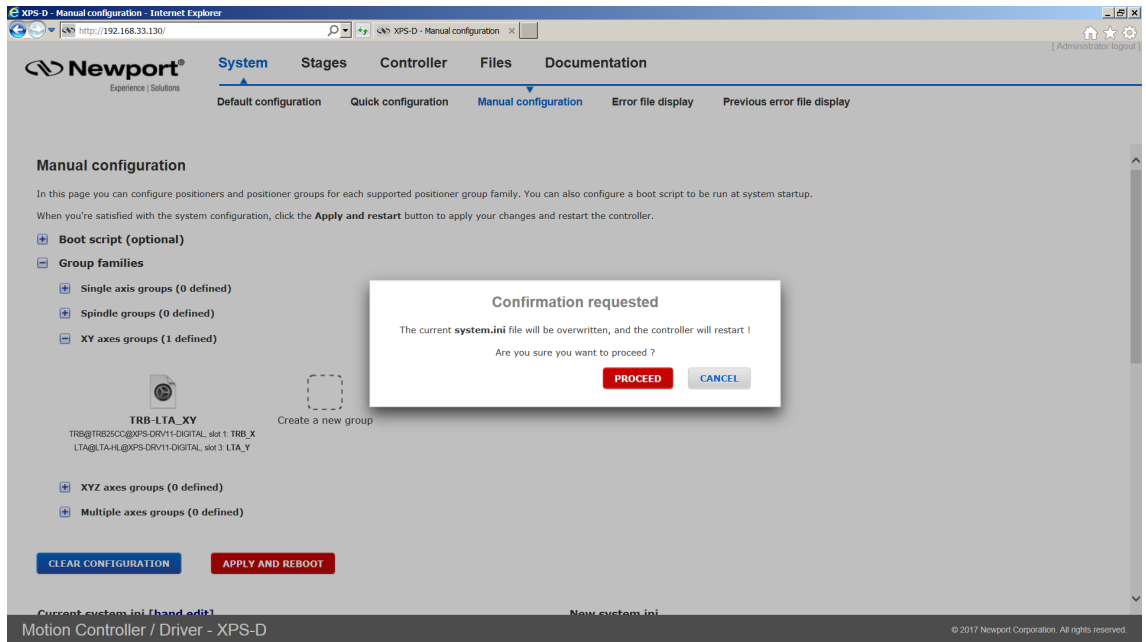 XPS-D - Manual configuration - Internet Explorer
http://192.168.33.130/
XPS-D - Manual configuration
[ Administrator logout ]
Newport®
Experience | Solutions
System Stages Controller Files Documentation
Default configuration Quick configuration Manual configuration Error file display Previous error file display
Manual configuration
In this page you can configure positioners and positioner groups for each supported positioner group family. You can also configure a boot script to be run at system startup.
When you're satisfied with the system configuration, click the Apply and restart button to apply your changes and restart the controller.
Boot script (optional)
Group families
Single axis groups (0 defined)
Spindle groups (0 defined)
XY axes groups (1 defined)
Confirmation requested
The current system.ini file will be overwritten, and the controller will restart !
Are you sure you want to proceed ?
PROCEED CANCEL
TRB-LTA_XY
TRB@TRB25CC@XPS-DRV11-DIGITAL, slot 1: TRB_X
LTA@LTA-HL@XPS-DRV11-DIGITAL, slot 3: LTA_Y
Create a new group
XYZ axes groups (0 defined)
Multiple axes groups (0 defined)
CLEAR CONFIGURATION APPLY AND REBOOT
Current system.ini [hand edit] New system.ini
Motion Controller / Driver - XPS-D
© 2017 Newport Corporation. All rights reserved.